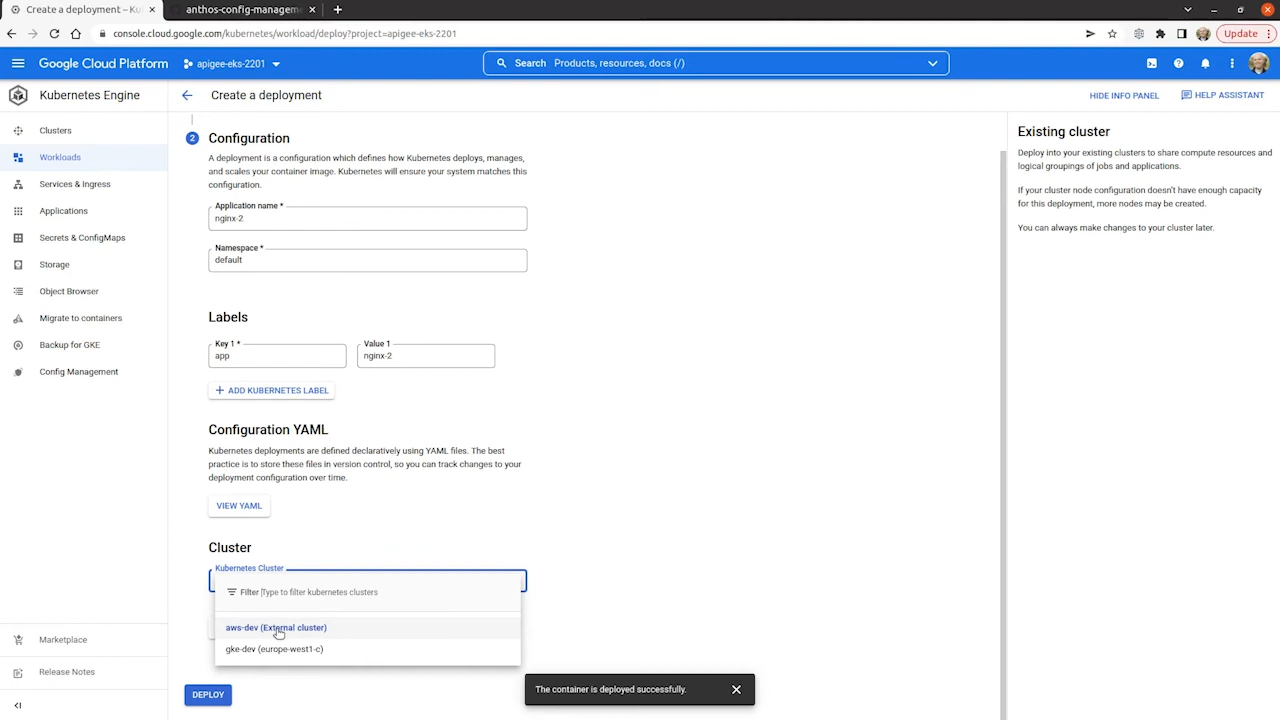 Create a deployment – Ku
anthos-config-managem
console.cloud.google.com/kubernetes/workload/deploy?project=apigee-eks-2201
Update
Google Cloud Platform
apigee-eks-2201
Search Products, resources, docs (/)
Kubernetes Engine
Create a deployment
HIDE INFO PANEL
HELP ASSISTANT
Clusters
Workloads
Services & Ingress
Applications
Secrets & ConfigMaps
Storage
Object Browser
Migrate to containers
Backup for GKE
Config Management
Marketplace
Release Notes
2 Configuration
A deployment is a configuration which defines how Kubernetes deploys, manages,
and scales your container image. Kubernetes will ensure your system matches this
configuration.
Application name *
nginx-2
Namespace *
default
Labels
Key 1 *
app
Value 1
nginx-2
ADD KUBERNETES LABEL
Configuration YAML
Kubernetes deployments are defined declaratively using YAML files. The best
practice is to store these files in version control, so you can track changes to your
deployment configuration over time.
VIEW YAML
Cluster
Kubernetes Cluster
Filter Type to filter kubernetes clusters
aws-dev (External cluster)
gke-dev (europe-west1-c)
DEPLOY
The container is deployed successfully.
Existing cluster
Deploy into your existing clusters to share compute resources and
logical groupings of jobs and applications.
If your cluster node configuration doesn't have enough capacity
for this deployment, more nodes may be created.
You can always make changes to your cluster later.